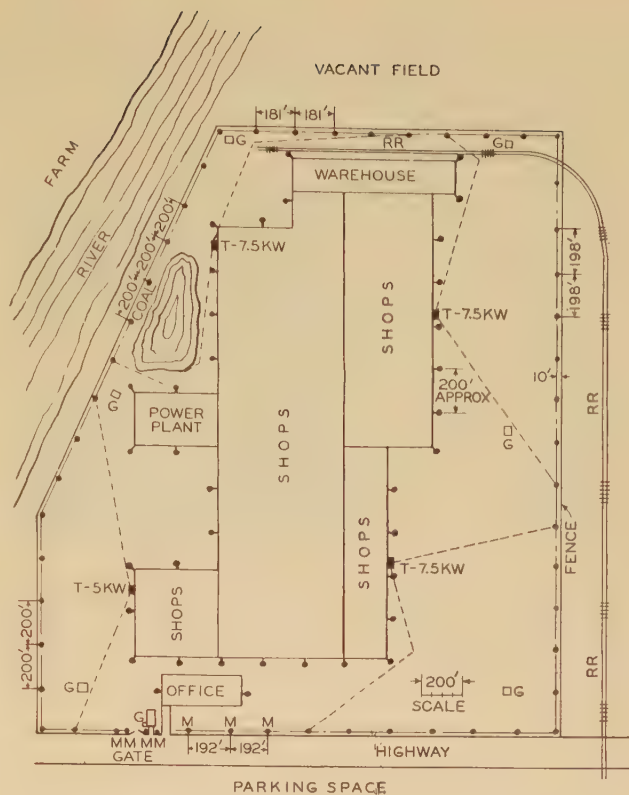 VACANT FIELD
181' 181'
G
RR
G
WAREHOUSE
FARM
RIVER
200' 200' 200'
COAL
T-7.5KW
T-7.5KW
198' 198'
SHOPS
SHOPS
200'
APPROX
10'
RR
G
POWER
PLANT
G
SHOPS
FENCE
T-5KW
T-7.5KW
SHOPS
200' 200'
RR
G
OFFICE
200'
SCALE
G
G
M M M
MM MM
GATE
192' 192'
HIGHWAY
PARKING SPACE